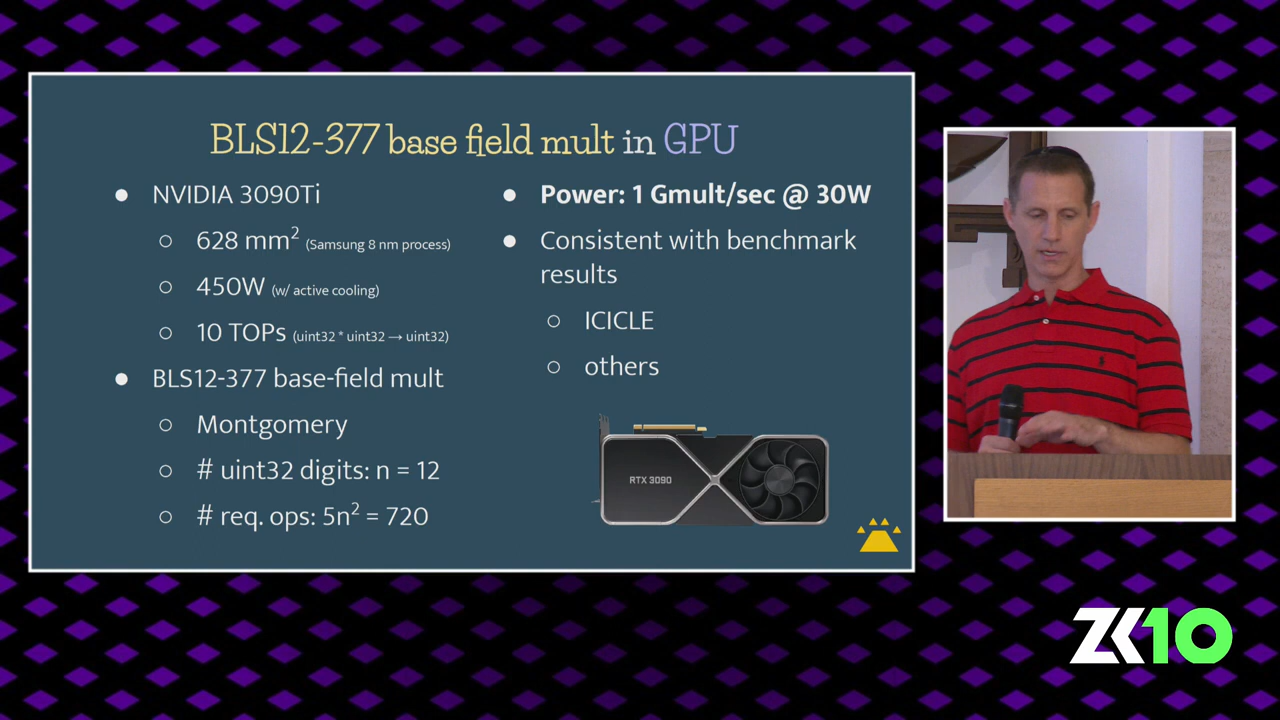 BLS12-377 base field mult in GPU
● NVIDIA 3090Ti
○ 628 mm² (Samsung 8 nm process)
○ 450W (w/ active cooling)
○ 10 TOPs (uint32 * uint32 → uint32)
● BLS12-377 base-field mult
○ Montgomery
○ # uint32 digits: n = 12
○ # req. ops: 5n² = 720
● Power: 1 Gmult/sec @ 30W
● Consistent with benchmark
results
○ ICICLE
○ others
RTX 3090
ZK10